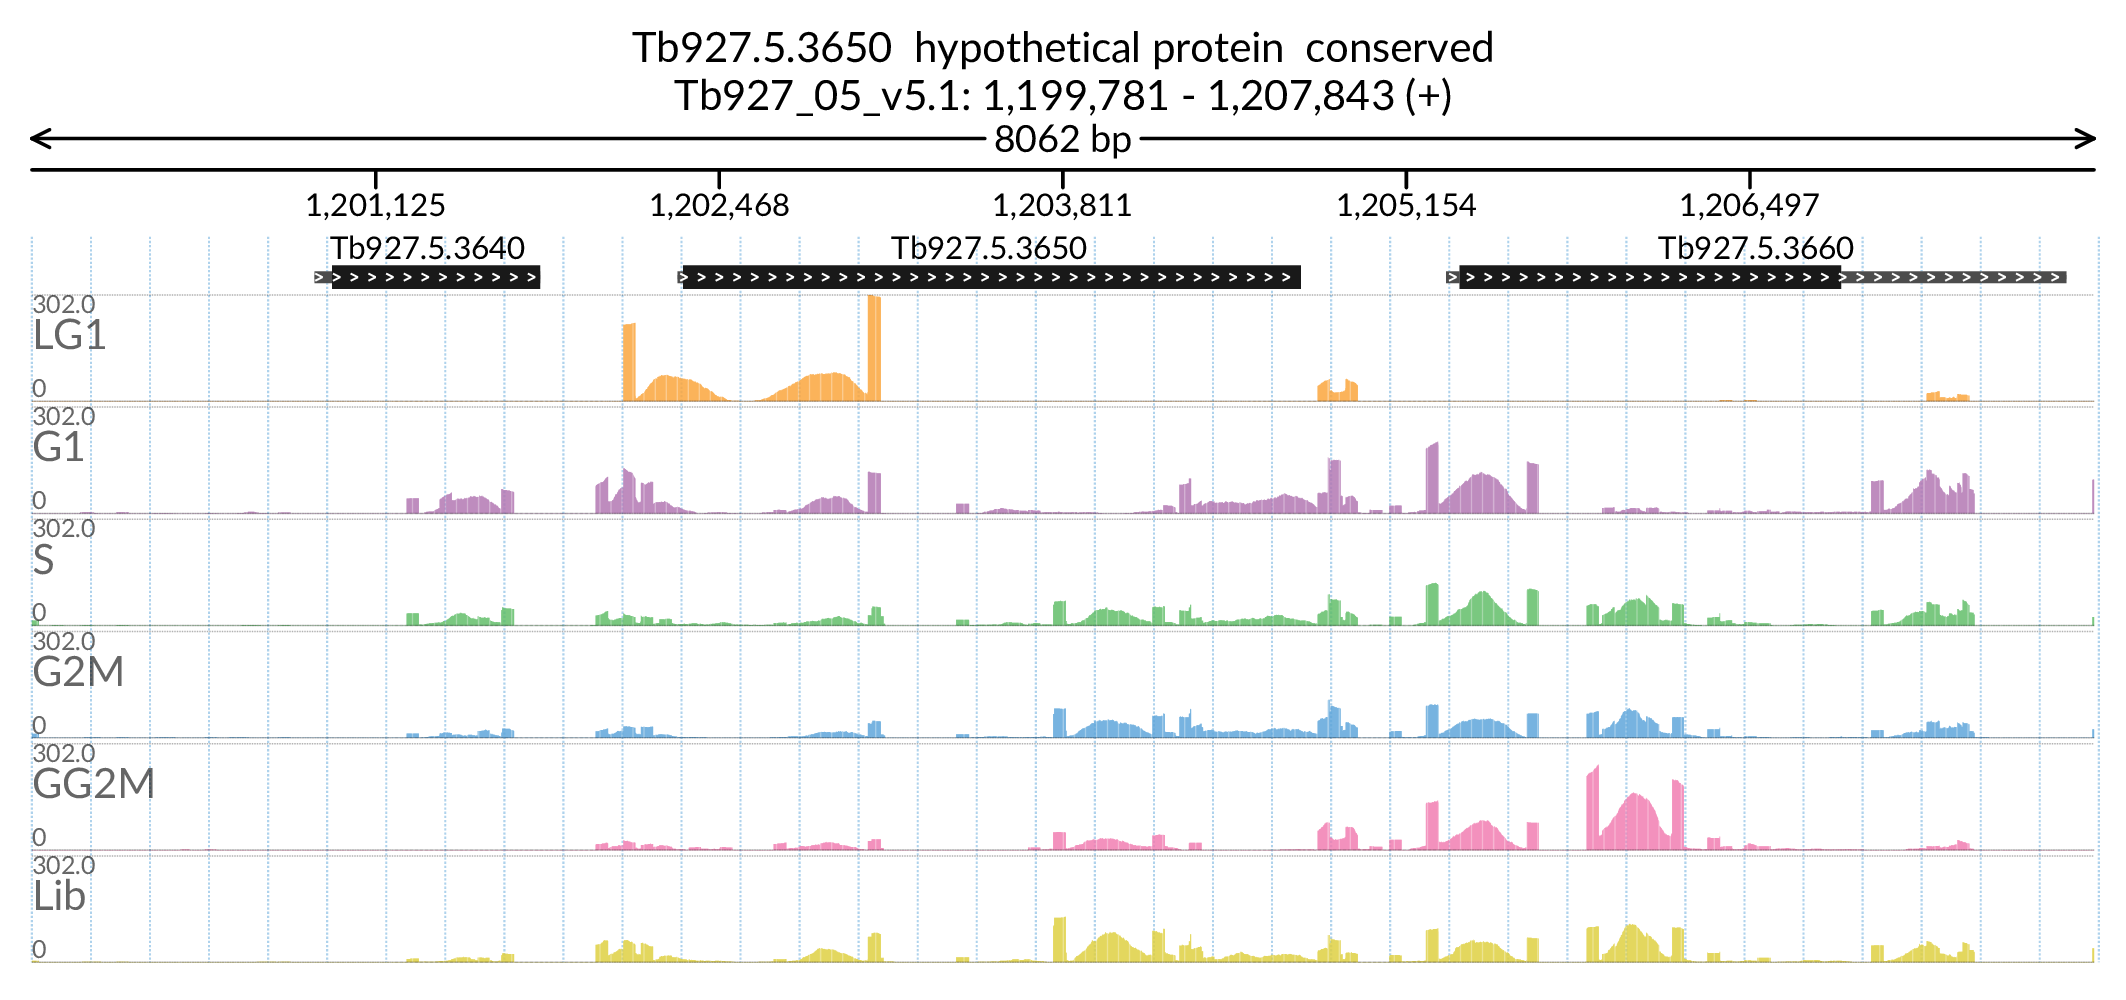 Tb927.5.3650  hypothetical protein  conserved
Tb927_05_v5.1: 1,199,781 - 1,207,843 (+)
8062 bp
1,201,125 1,202,468 1,203,811 1,205,154 1,206,497
Tb927.5.3640 Tb927.5.3650 Tb927.5.3660
302.0
LG1
0
302.0
G1
0
302.0
S
0
302.0
G2M
0
302.0
GG2M
0
302.0
Lib
0